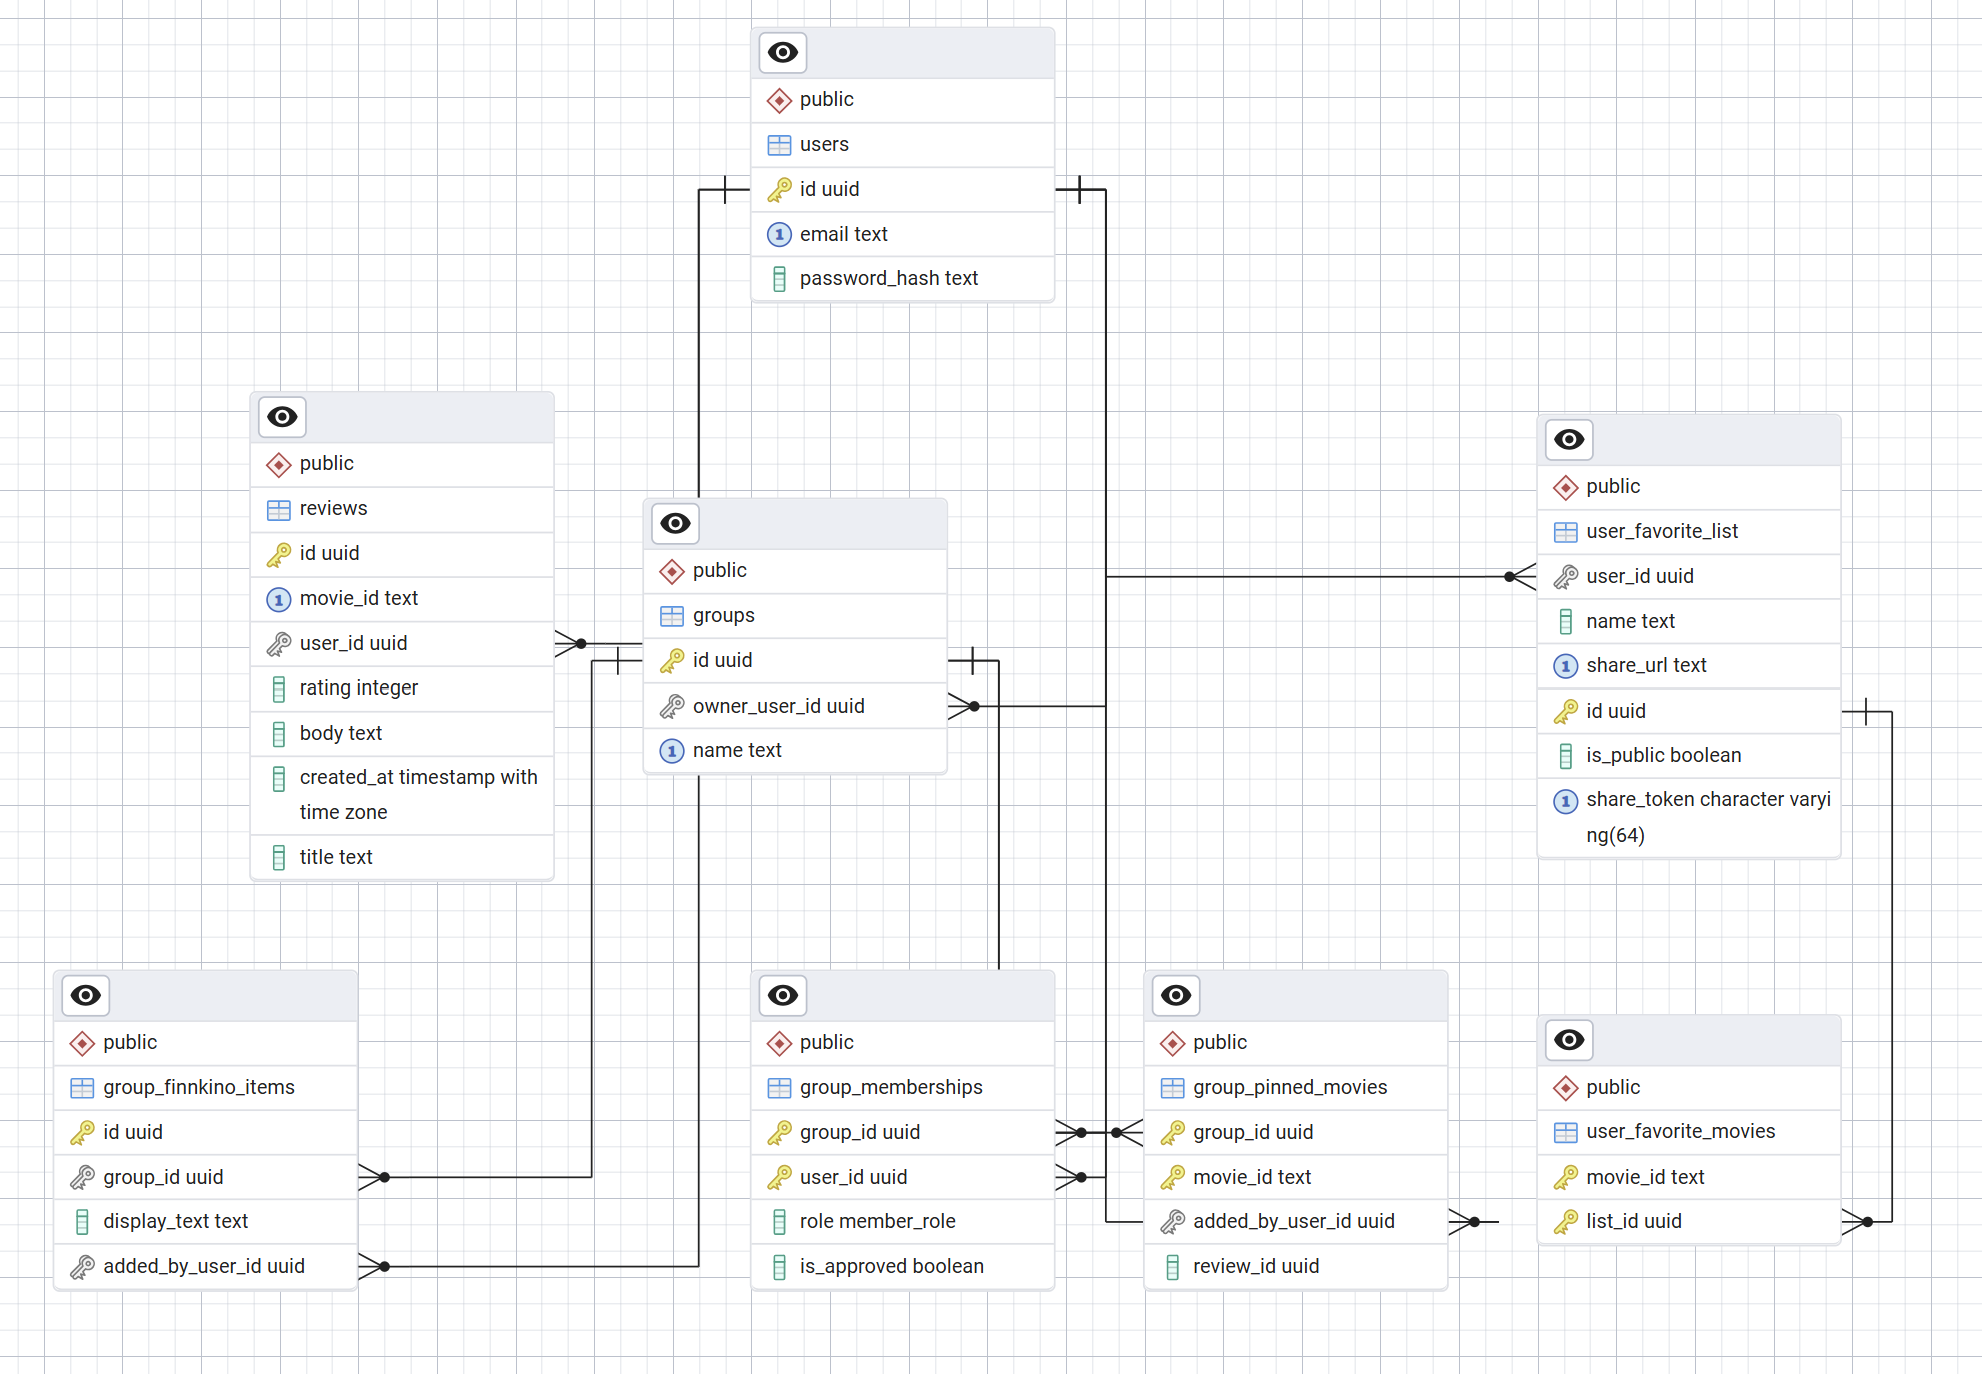 public
users
id uuid
email text
password_hash text
public
reviews
id uuid
movie_id text
user_id uuid
rating integer
body text
created_at timestamp with
time zone
title text
public
groups
id uuid
owner_user_id uuid
name text
public
user_favorite_list
user_id uuid
name text
share_url text
id uuid
is_public boolean
share_token character varyi
ng(64)
public
group_finnkino_items
id uuid
group_id uuid
display_text text
added_by_user_id uuid
public
group_memberships
group_id uuid
user_id uuid
role member_role
is_approved boolean
public
group_pinned_movies
group_id uuid
movie_id text
added_by_user_id uuid
review_id uuid
public
user_favorite_movies
movie_id text
list_id uuid